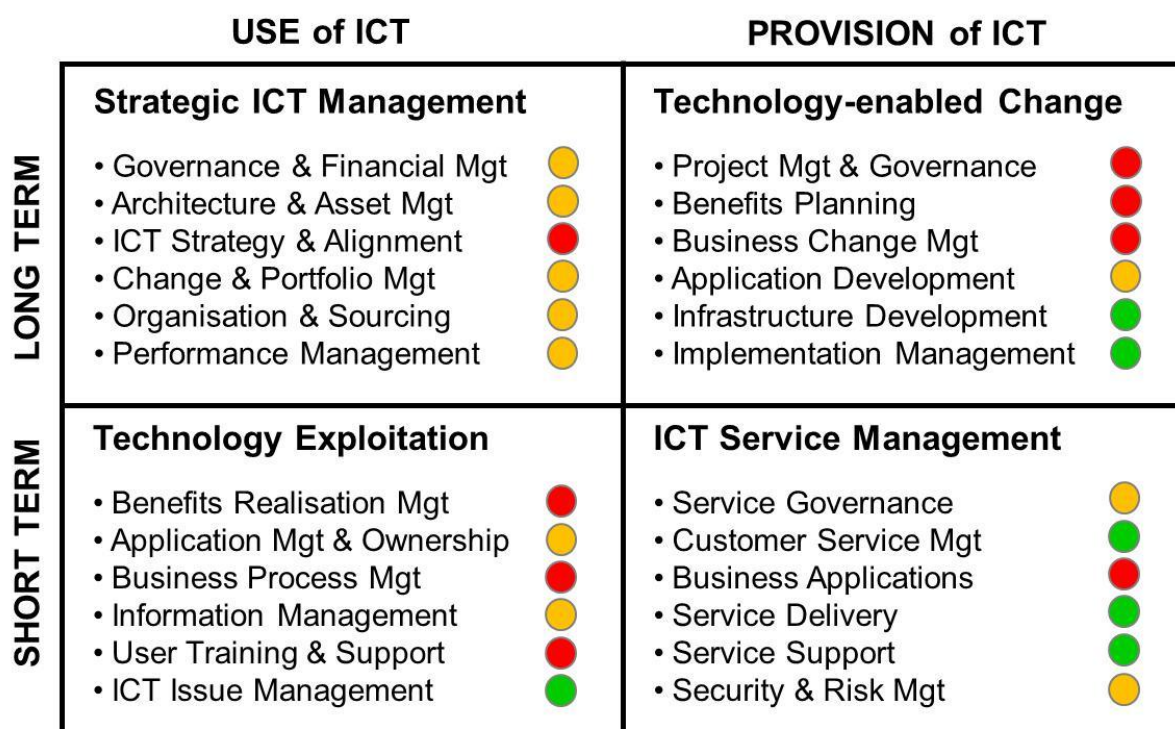 USE of ICT
PROVISION of ICT
LONG TERM
Strategic ICT Management
• Governance & Financial Mgt
• Architecture & Asset Mgt
• ICT Strategy & Alignment
• Change & Portfolio Mgt
• Organisation & Sourcing
• Performance Management
Technology-enabled Change
• Project Mgt & Governance
• Benefits Planning
• Business Change Mgt
• Application Development
• Infrastructure Development
• Implementation Management
SHORT TERM
Technology Exploitation
• Benefits Realisation Mgt
• Application Mgt & Ownership
• Business Process Mgt
• Information Management
• User Training & Support
• ICT Issue Management
ICT Service Management
• Service Governance
• Customer Service Mgt
• Business Applications
• Service Delivery
• Service Support
• Security & Risk Mgt